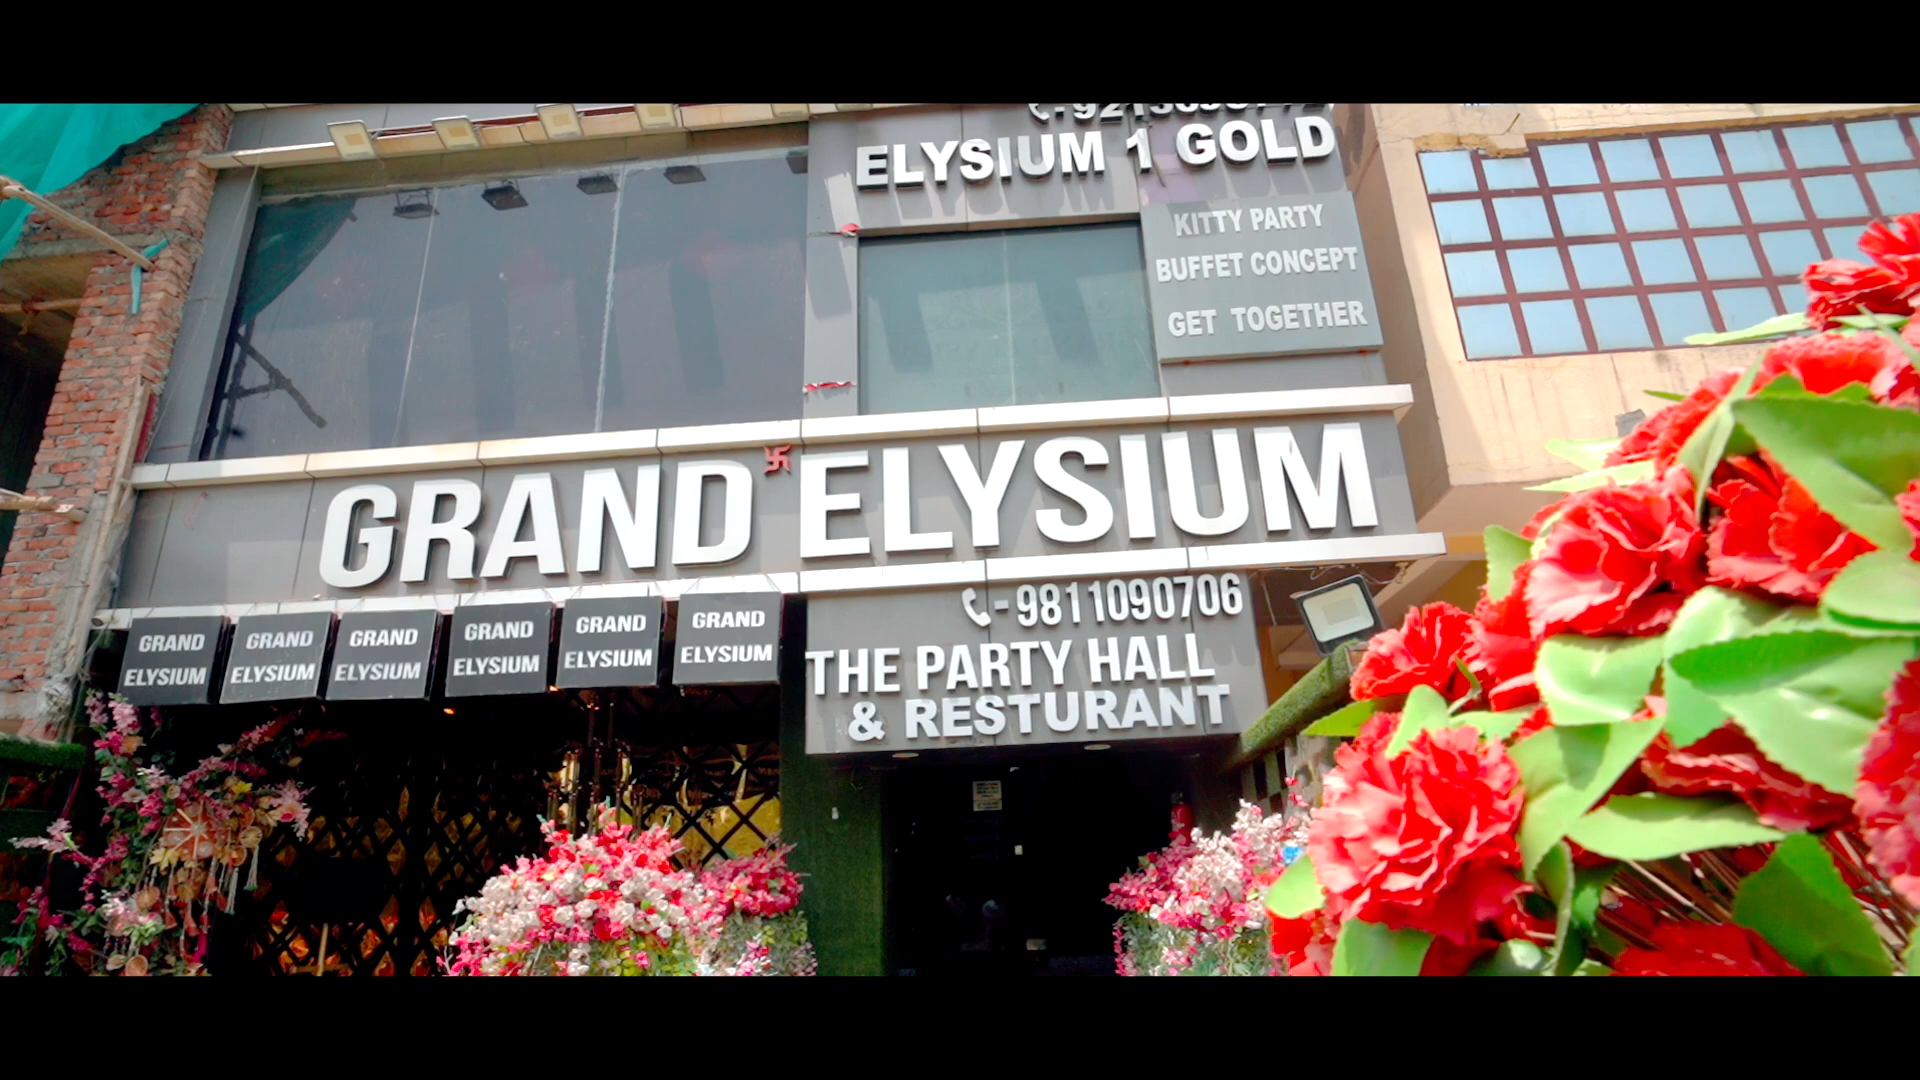 ELYSIUM 1 GOLD
KITTY PARTY
BUFFET CONCEPT
GET TOGETHER
GRAND ELYSIUM
GRAND
ELYSIUM
GRAND
ELYSIUM
GRAND
ELYSIUM
GRAND
ELYSIUM
GRAND
ELYSIUM
GRAND
ELYSIUM
-9811090706
THE PARTY HALL
& RESTURANT